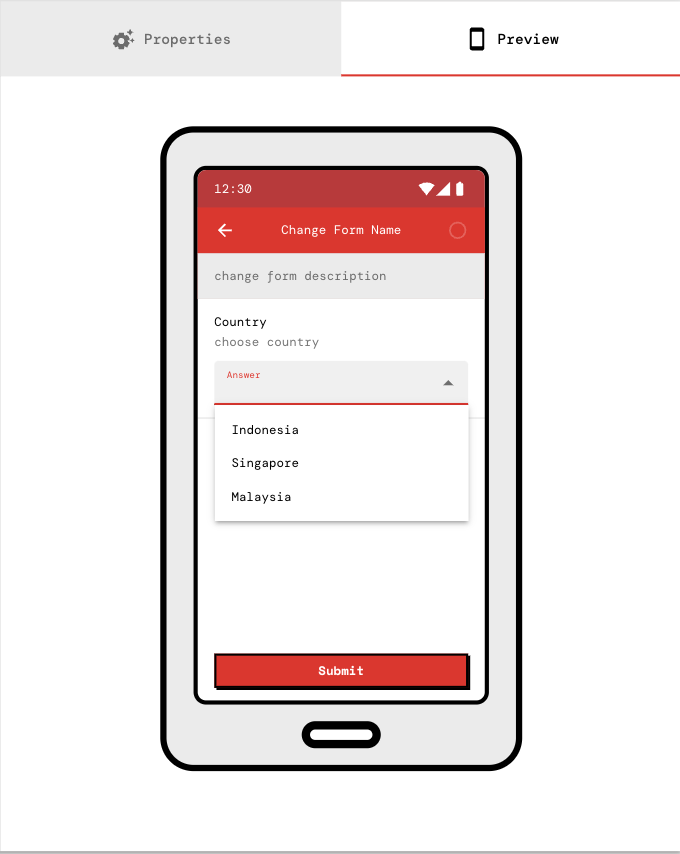 Properties
Preview
12:30
Change Form Name
change form description
Country
choose country
Answer
Indonesia
Singapore
Malaysia
Submit